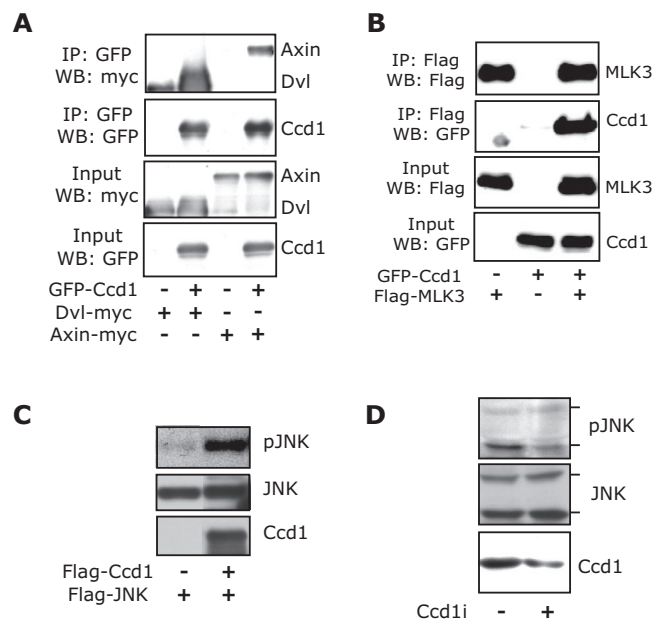 A
IP: GFP
WB: myc
Axin
Dvl
IP: GFP
WB: GFP
Ccd1
Input
WB: myc
Axin
Dvl
Input
WB: GFP
Ccd1
GFP-Ccd1 - + - +
Dvl-myc + + - -
Axin-myc - - + +
B
IP: Flag
WB: Flag
MLK3
IP: Flag
WB: GFP
Ccd1
Input
WB: Flag
MLK3
Input
WB: GFP
Ccd1
GFP-Ccd1 - + +
Flag-MLK3 + - +
C
pJNK
JNK
Ccd1
Flag-Ccd1 - +
Flag-JNK + +
D
pJNK
JNK
Ccd1
Ccd1i - +